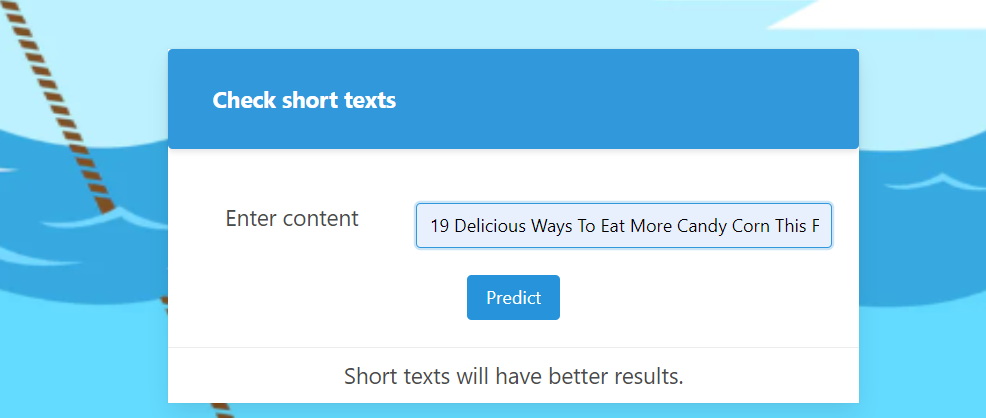 Check short texts
Enter content
19 Delicious Ways To Eat More Candy Corn This F
Predict
Short texts will have better results.